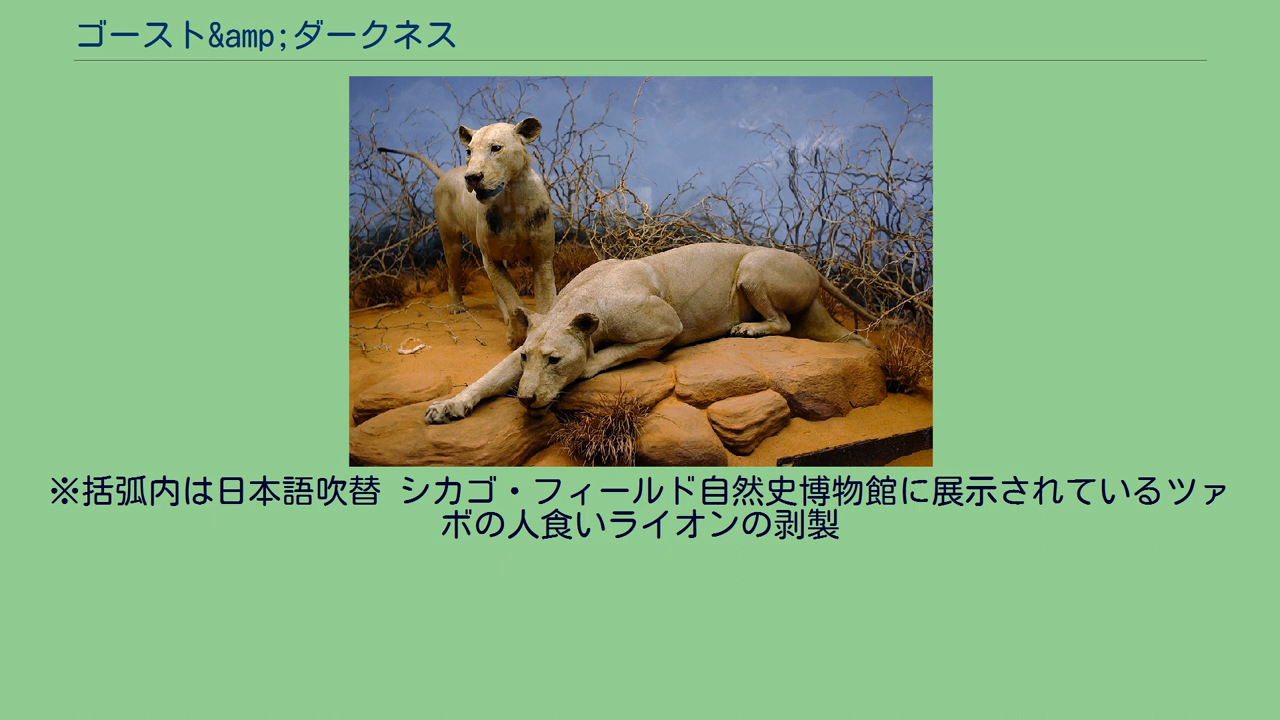 ゴースト&amp;ダークネス
※括弧内は日本語吹替 シカゴ・フィールド自然史博物館に展示されているツァ
ボの人食いライオンの剥製